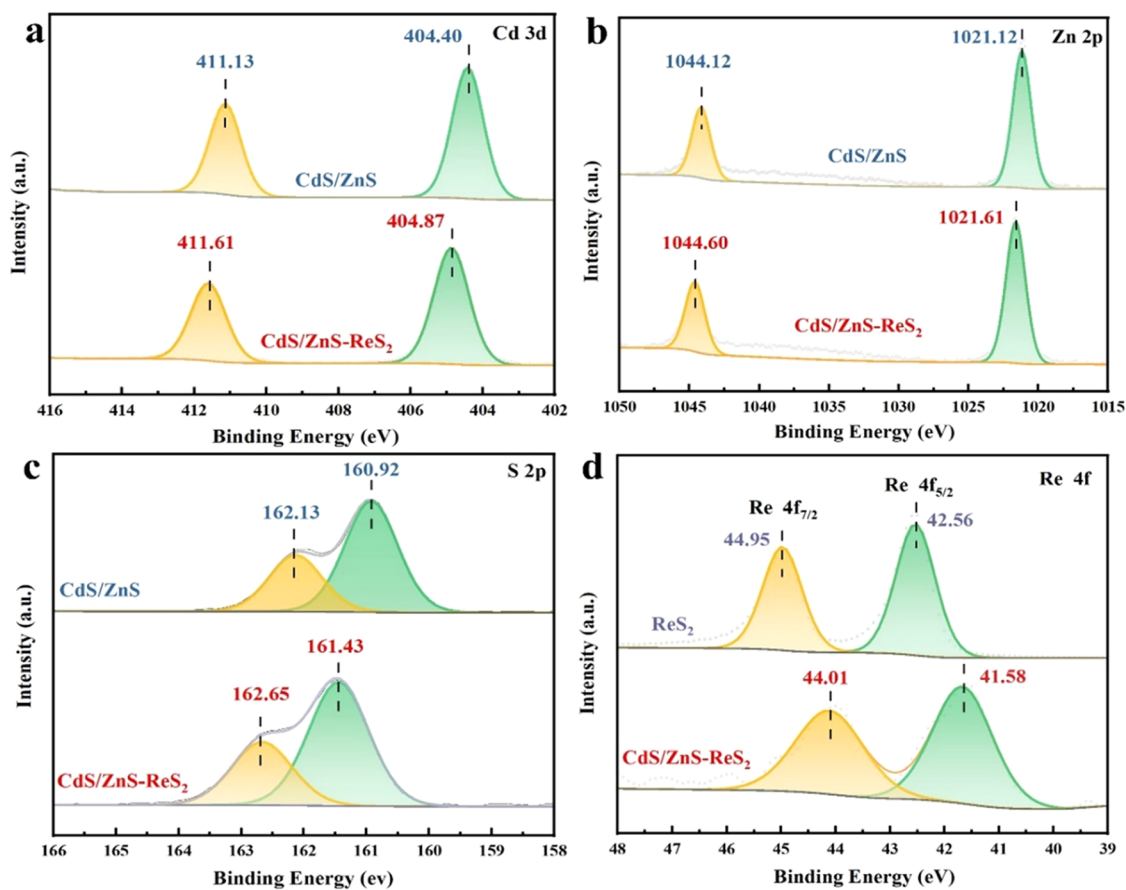 a
Cd 3d
404.40
411.13
CdS/ZnS
404.87
411.61
CdS/ZnS-ReS₂
Intensity (a.u.)
416 414 412 410 408 406 404 402
Binding Energy (eV)
b
Zn 2p
1021.12
1044.12
CdS/ZnS
1021.61
1044.60
CdS/ZnS-ReS₂
Intensity (a.u.)
1050 1045 1040 1035 1030 1025 1020 1015
Binding Energy (eV)
c
S 2p
160.92
162.13
CdS/ZnS
161.43
162.65
CdS/ZnS-ReS₂
Intensity (a.u.)
166 165 164 163 162 161 160 159 158
Binding Energy (ev)
d
Re 4f
Re 4f₅/₂
Re 4f₇/₂
42.56
44.95
ReS₂
44.01
41.58
CdS/ZnS-ReS₂
Intensity (a.u.)
48 47 46 45 44 43 42 41 40 39
Binding Energy (eV)